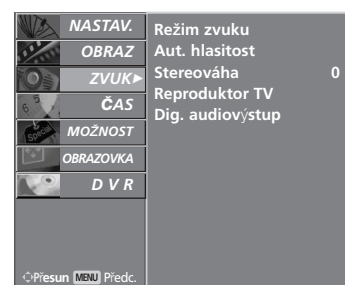 NASTAV.
OBRAZ
ZVUK
ČAS
MOŽNOST
OBRAZOVKA
D V R
Režim zvuku
Aut. hlasitost
Stereováha 0
Reproduktor TV
Dig. audiovýstup
Přesun MENU Předc.